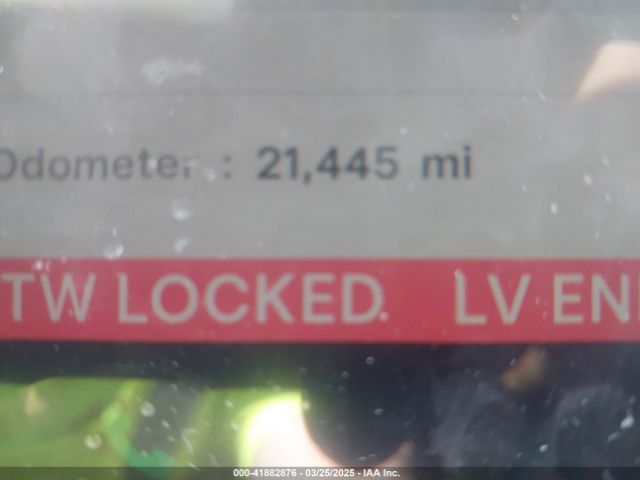 Odometer : 21,445 mi
TW LOCKED LV EN
000-41882876 - 03/25/2025 - IAA Inc.